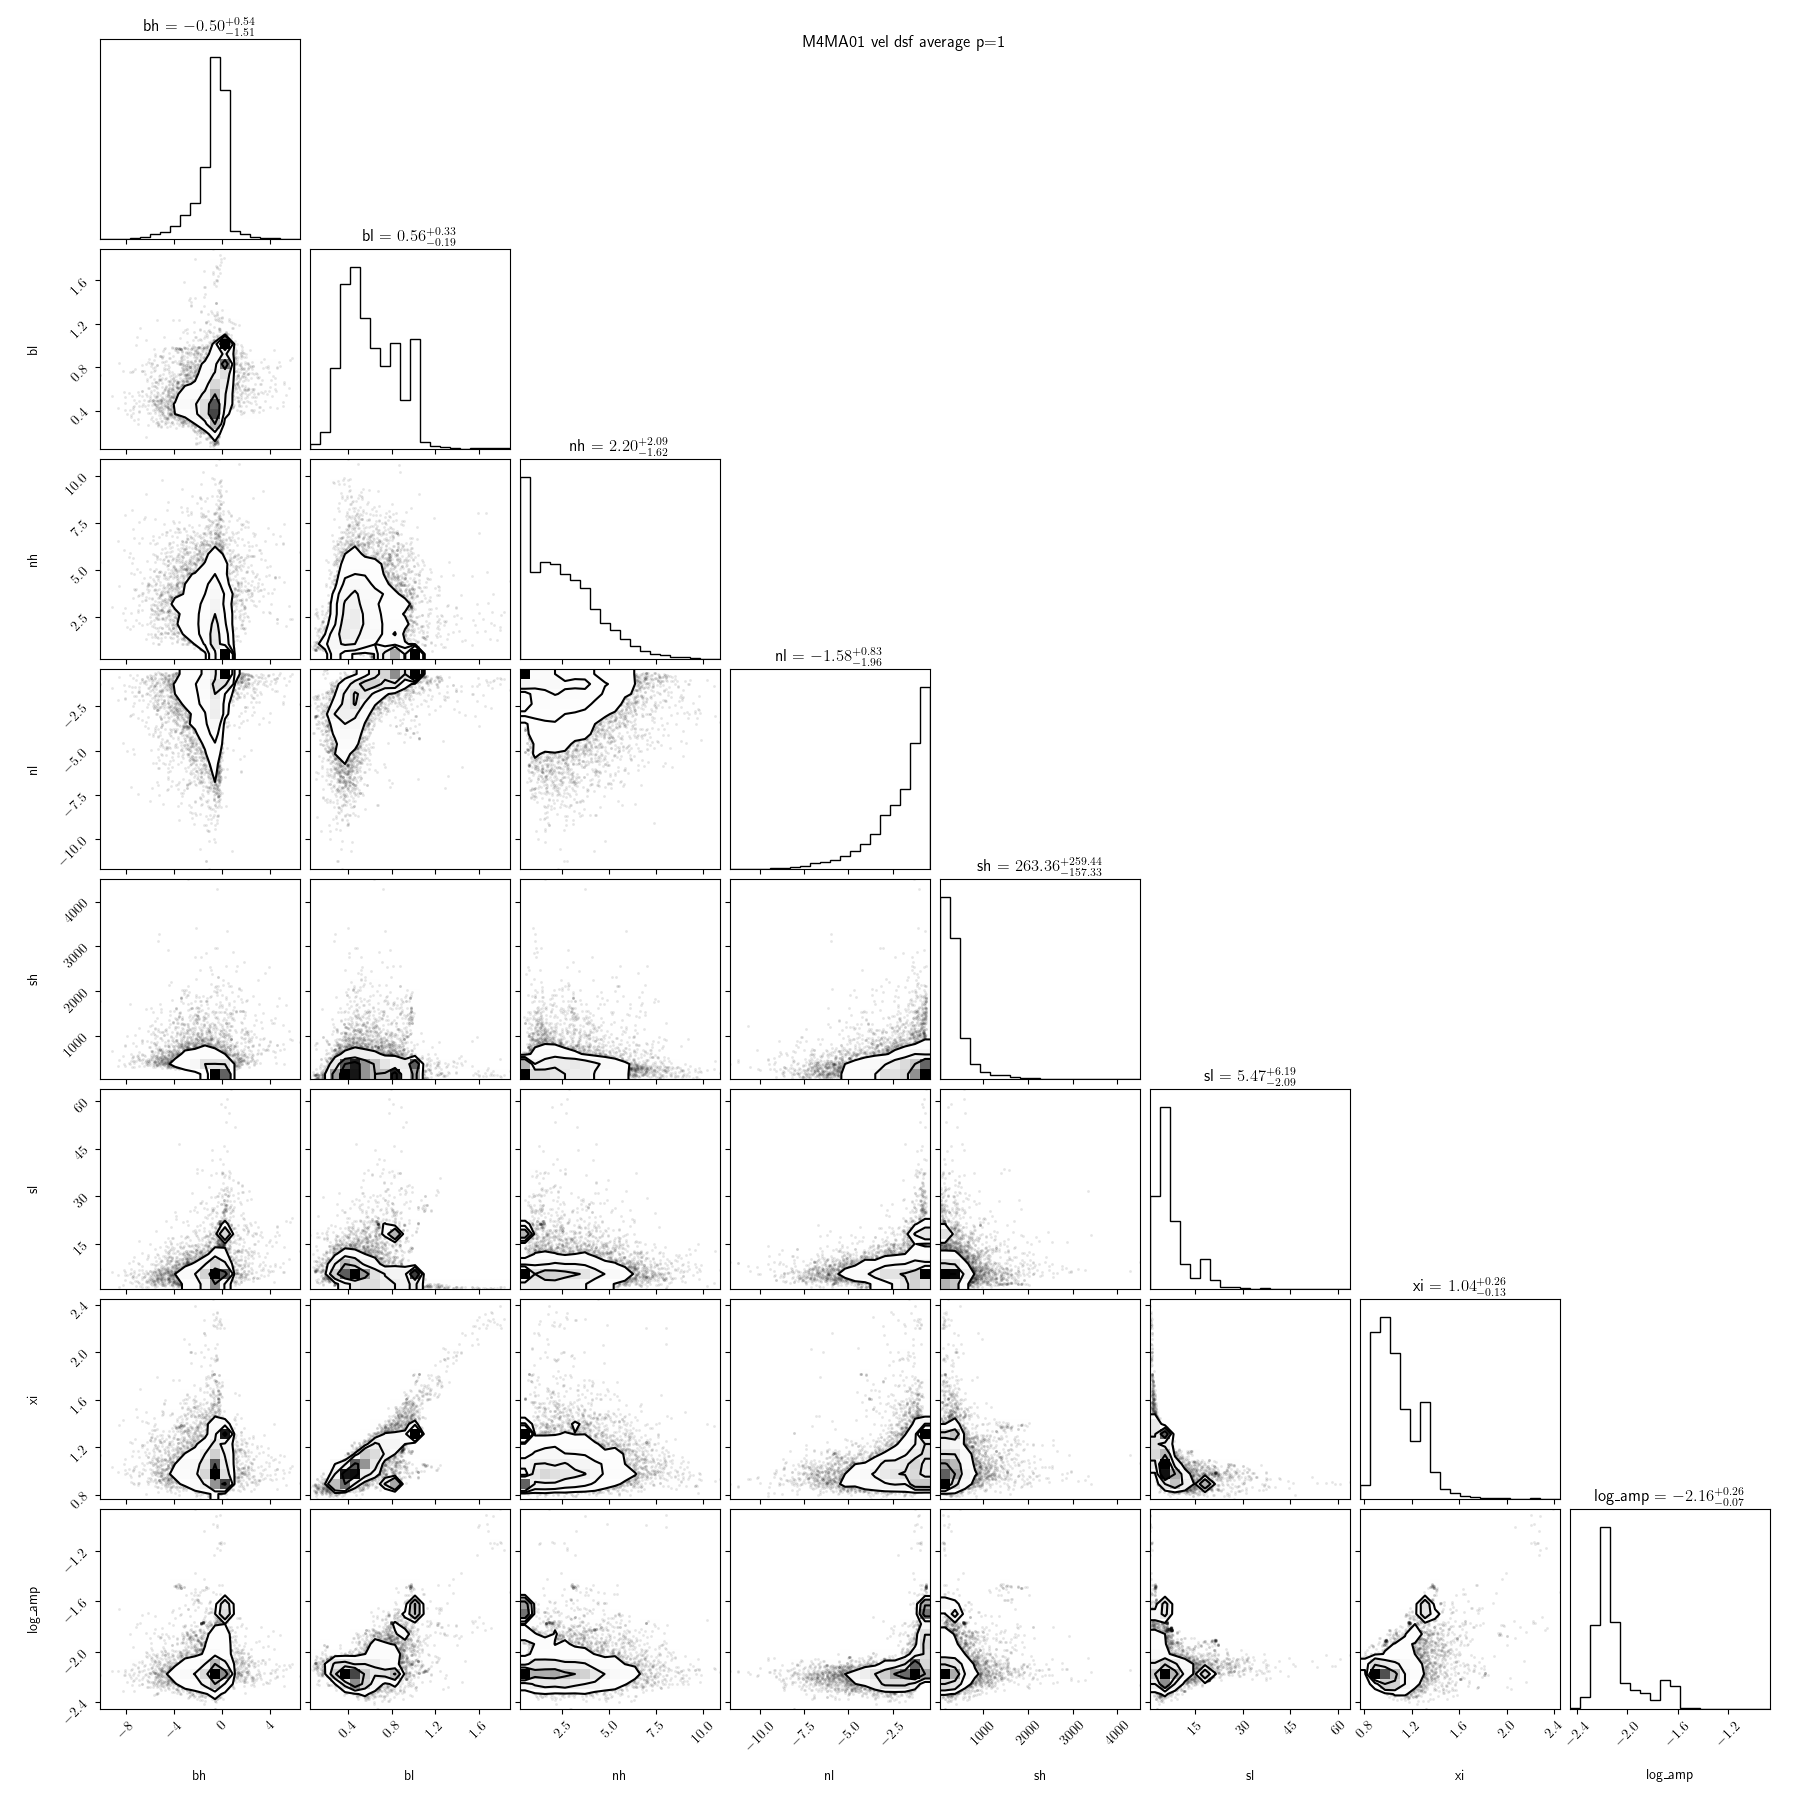 bh = −0.50+0.54 −1.51
M4MA01 vel dsf average p=1
bl = 0.56+0.33 −0.19
bl
1.6
1.2
0.8
0.4
nh = 2.20+2.09 −1.62
nh
10.0
7.5
5.0
2.5
nl = −1.58+0.83 −1.96
nl
−2.5
−5.0
−7.5
−10.0
sh = 263.36+259.44 −157.33
sh
4000
3000
2000
1000
sl = 5.47+6.19 −2.09
sl
60
45
30
15
xi = 1.04+0.26 −0.13
xi
2.4
2.0
1.6
1.2
0.8
log_amp = −2.16+0.26 −0.07
log_amp
−1.2
−1.6
−2.0
−2.4
−8 −4 0 4 0.4 0.8 1.2 1.6 2.5 5.0 7.5 10.0 −10.0 −7.5 −5.0 −2.5 1000 2000 3000 4000 15 30 45 60 0.8 1.2 1.6 2.0 2.4 −2.4 −2.0 −1.6 −1.2
bh bl nh nl sh sl xi log_amp